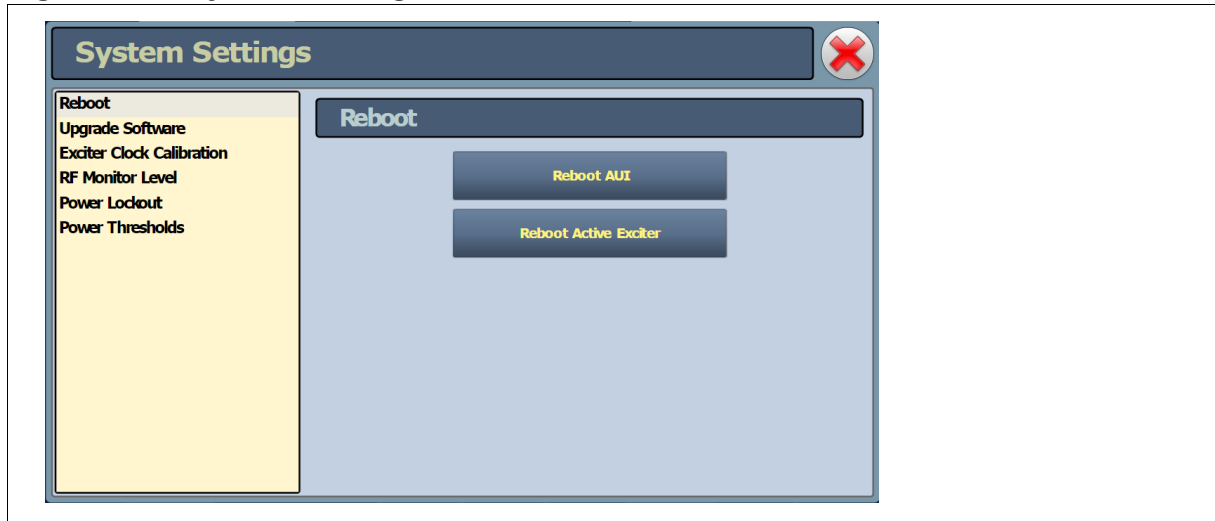 System Settings
Reboot
Upgrade Software
Exciter Clock Calibration
RF Monitor Level
Power Lockout
Power Thresholds
Reboot
Reboot AUI
Reboot Active Exciter